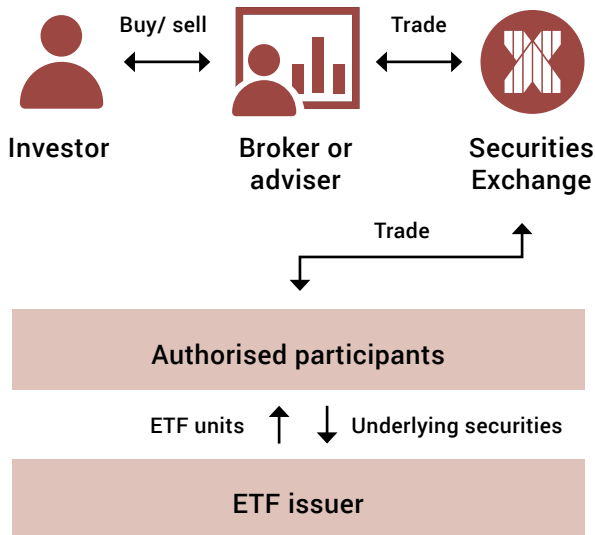 Buy/ sell
Trade
Investor
Broker or
adviser
Securities
Exchange
Trade
Authorised participants
ETF units
Underlying securities
ETF issuer